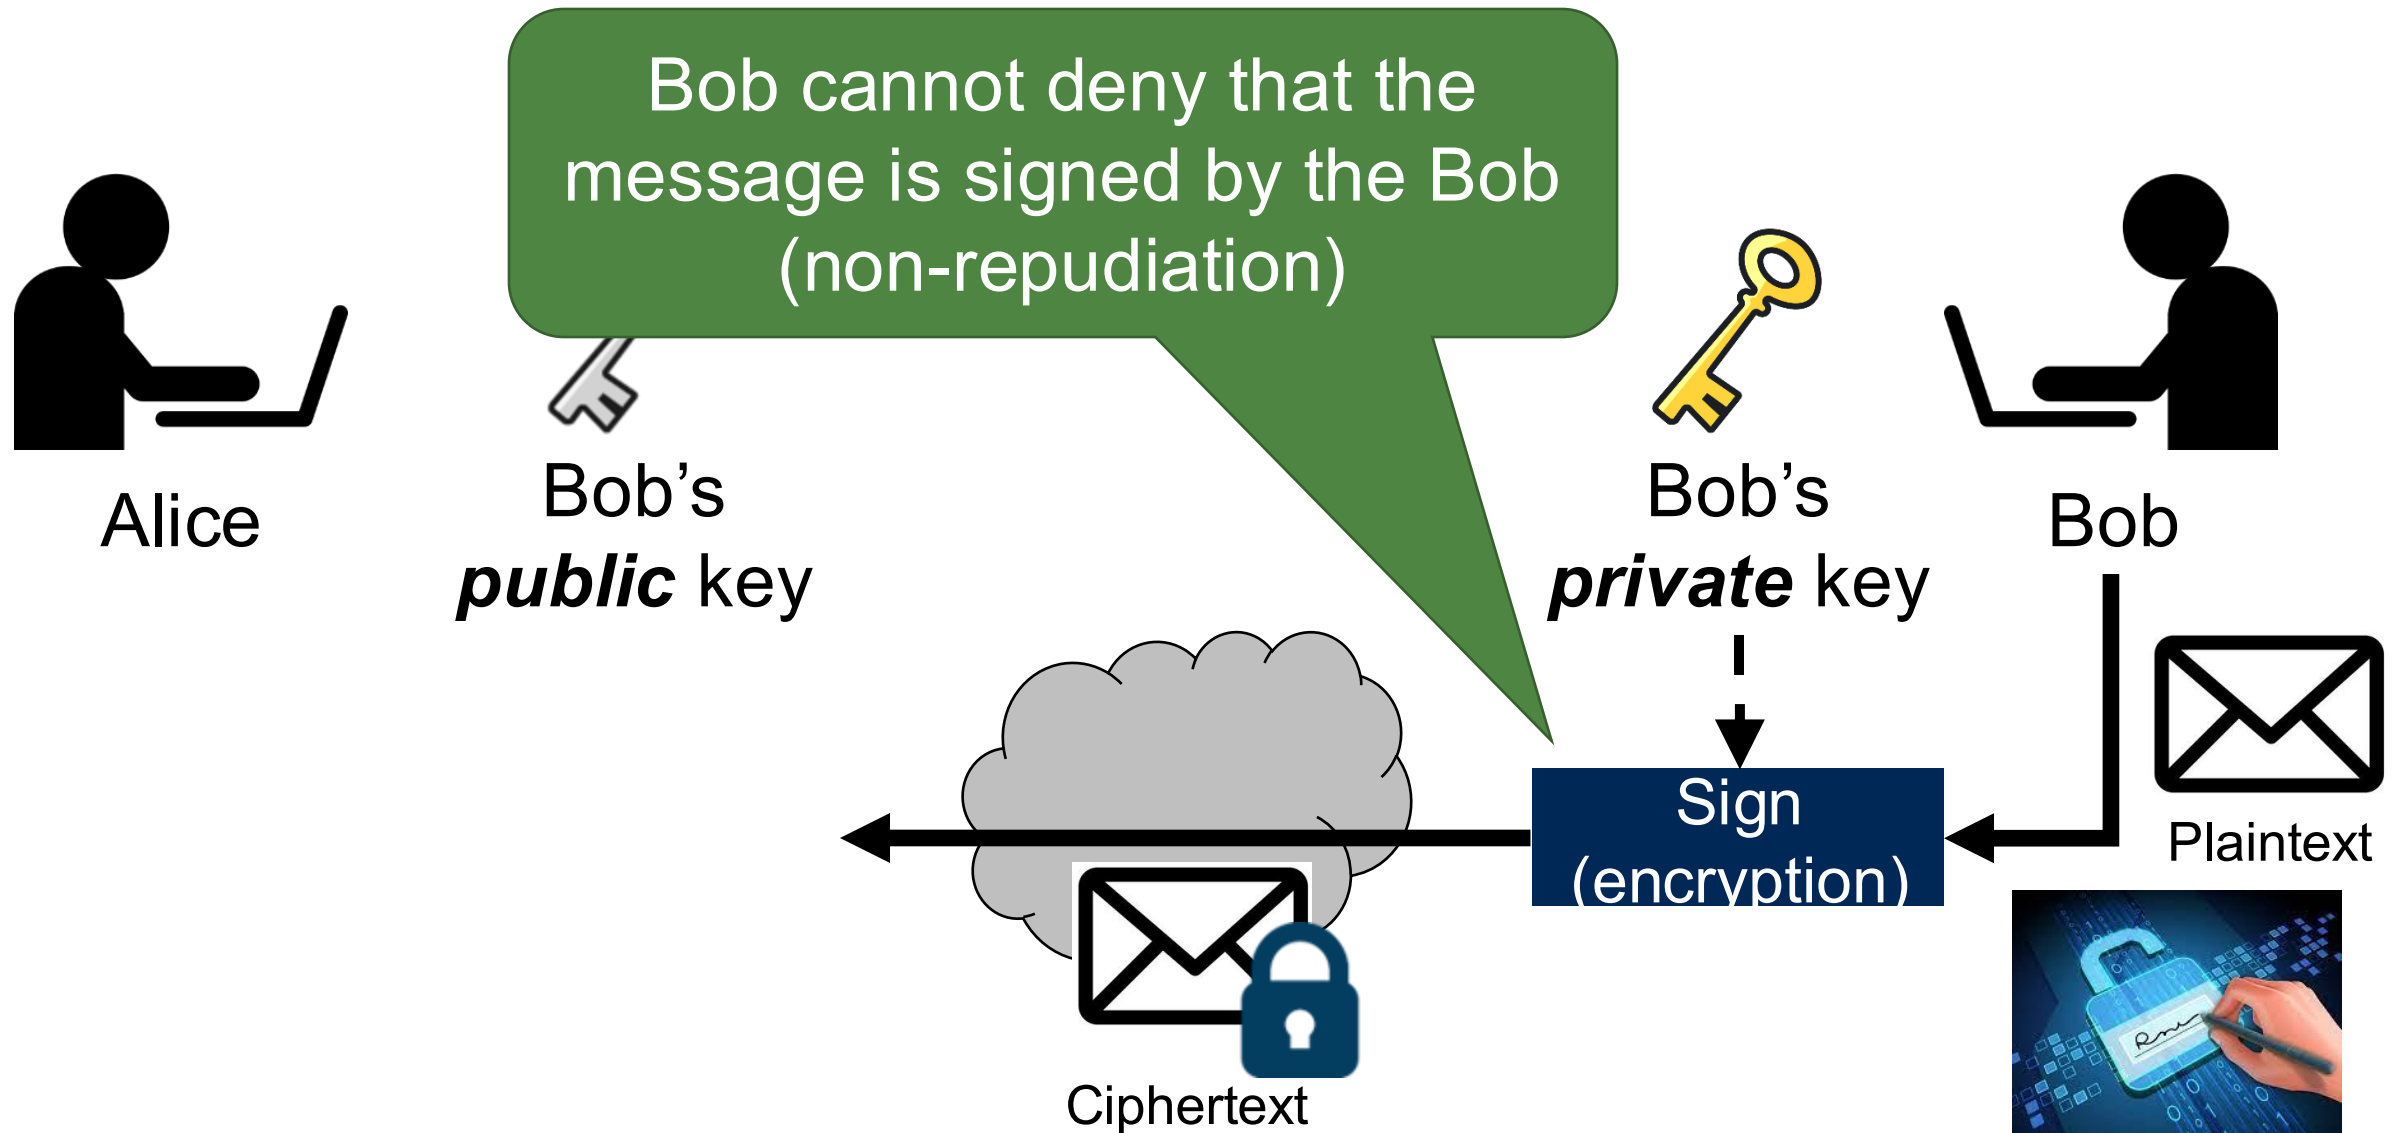 Bob cannot deny that the
message is signed by the Bob
(non-repudiation)
Alice
Bob’s
public key
Bob’s
private key
Bob
Sign
(encryption)
Plaintext
Ciphertext